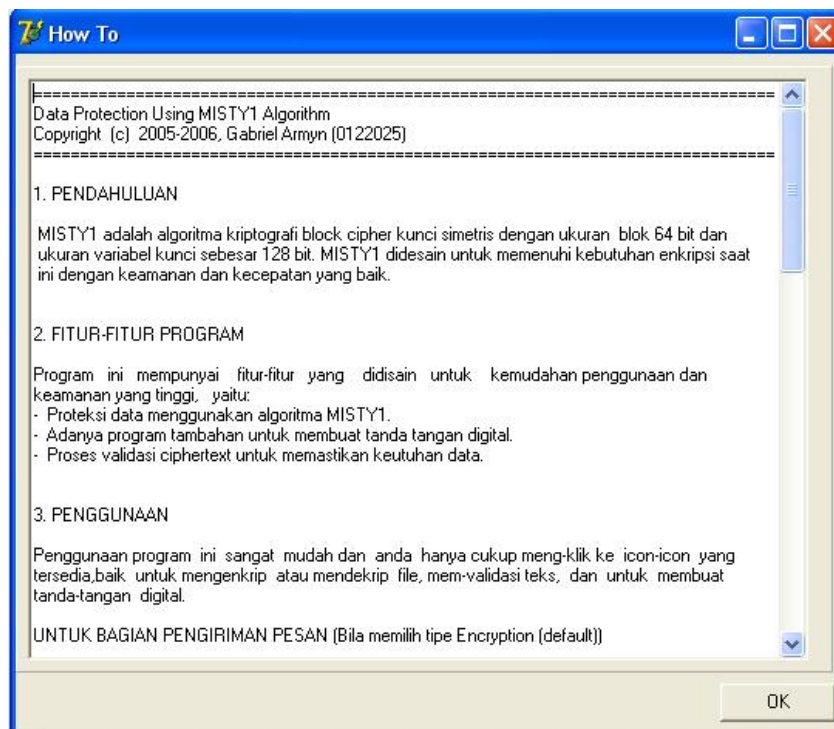 How To
================================================================================
Data Protection Using MISTY1 Algorithm
Copyright (c) 2005-2006, Gabriel Armyn (0122025)
================================================================================
1. PENDAHULUAN
MISTY1 adalah algoritma kriptografi block cipher kunci simetris dengan ukuran blok 64 bit dan
ukuran variabel kunci sebesar 128 bit. MISTY1 didesain untuk memenuhi kebutuhan enkripsi saat
ini dengan keamanan dan kecepatan yang baik.
2. FITUR-FITUR PROGRAM
Program ini mempunyai fitur-fitur yang didisain untuk kemudahan penggunaan dan
keamanan yang tinggi, yaitu:
- Proteksi data menggunakan algoritma MISTY1.
- Adanya program tambahan untuk membuat tanda tangan digital.
- Proses validasi ciphertext untuk memastikan keutuhan data.
3. PENGGUNAAN
Penggunaan program ini sangat mudah dan anda hanya cukup meng-klik ke icon-icon yang
tersedia,baik untuk mengenkrip atau mendekrip file, mem-validasi teks, dan untuk membuat
tanda-tangan digital.
UNTUK BAGIAN PENGIRIMAN PESAN (Bila memilih tipe Encryption (default))
OK